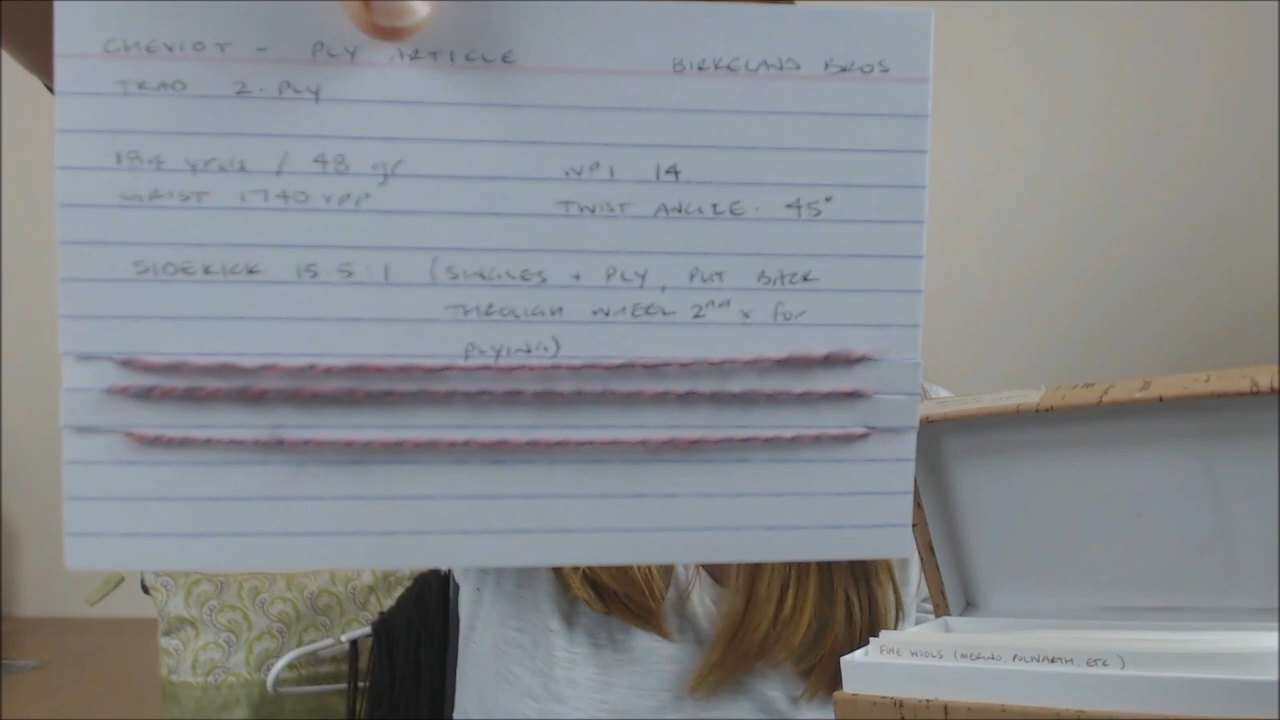 CHEVIOT - PLY ARTICLE BIRKELAND BROS
TRAD 2-PLY
184 yrds / 48 gr WPI 14
GRIST 1740 YPP TWIST ANGLE - 45°
SIDEKICK 15.5:1 (SINGLES + PLY, PUT BACK
THROUGH WHEEL 2nd x for
PLYING)
FINE WOOLS (MERINO, POLWARTH, ETC)